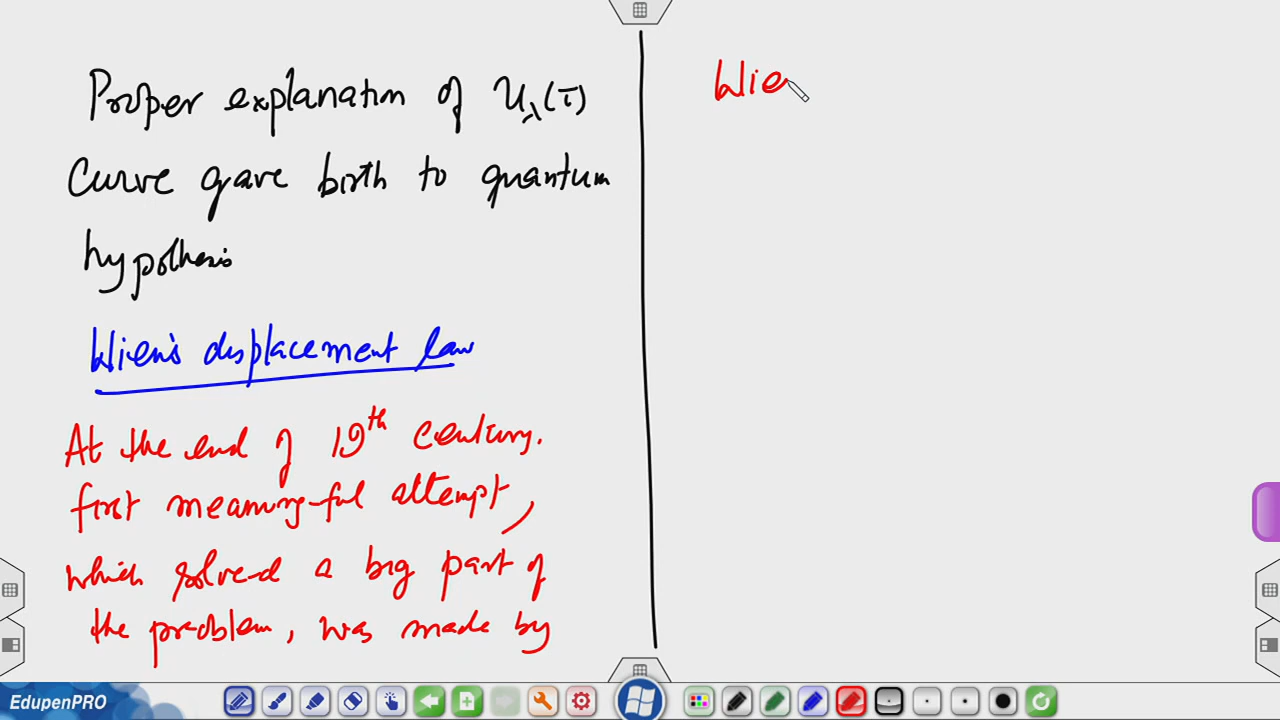 Proper explanation of u_λ(T)
Curve gave birth to quantum
hypothesis
Wien's displacement law
At the end of 19th century.
first meaningful attempt,
which solved a big part of
the problem, was made by
Wie
EdupenPRO